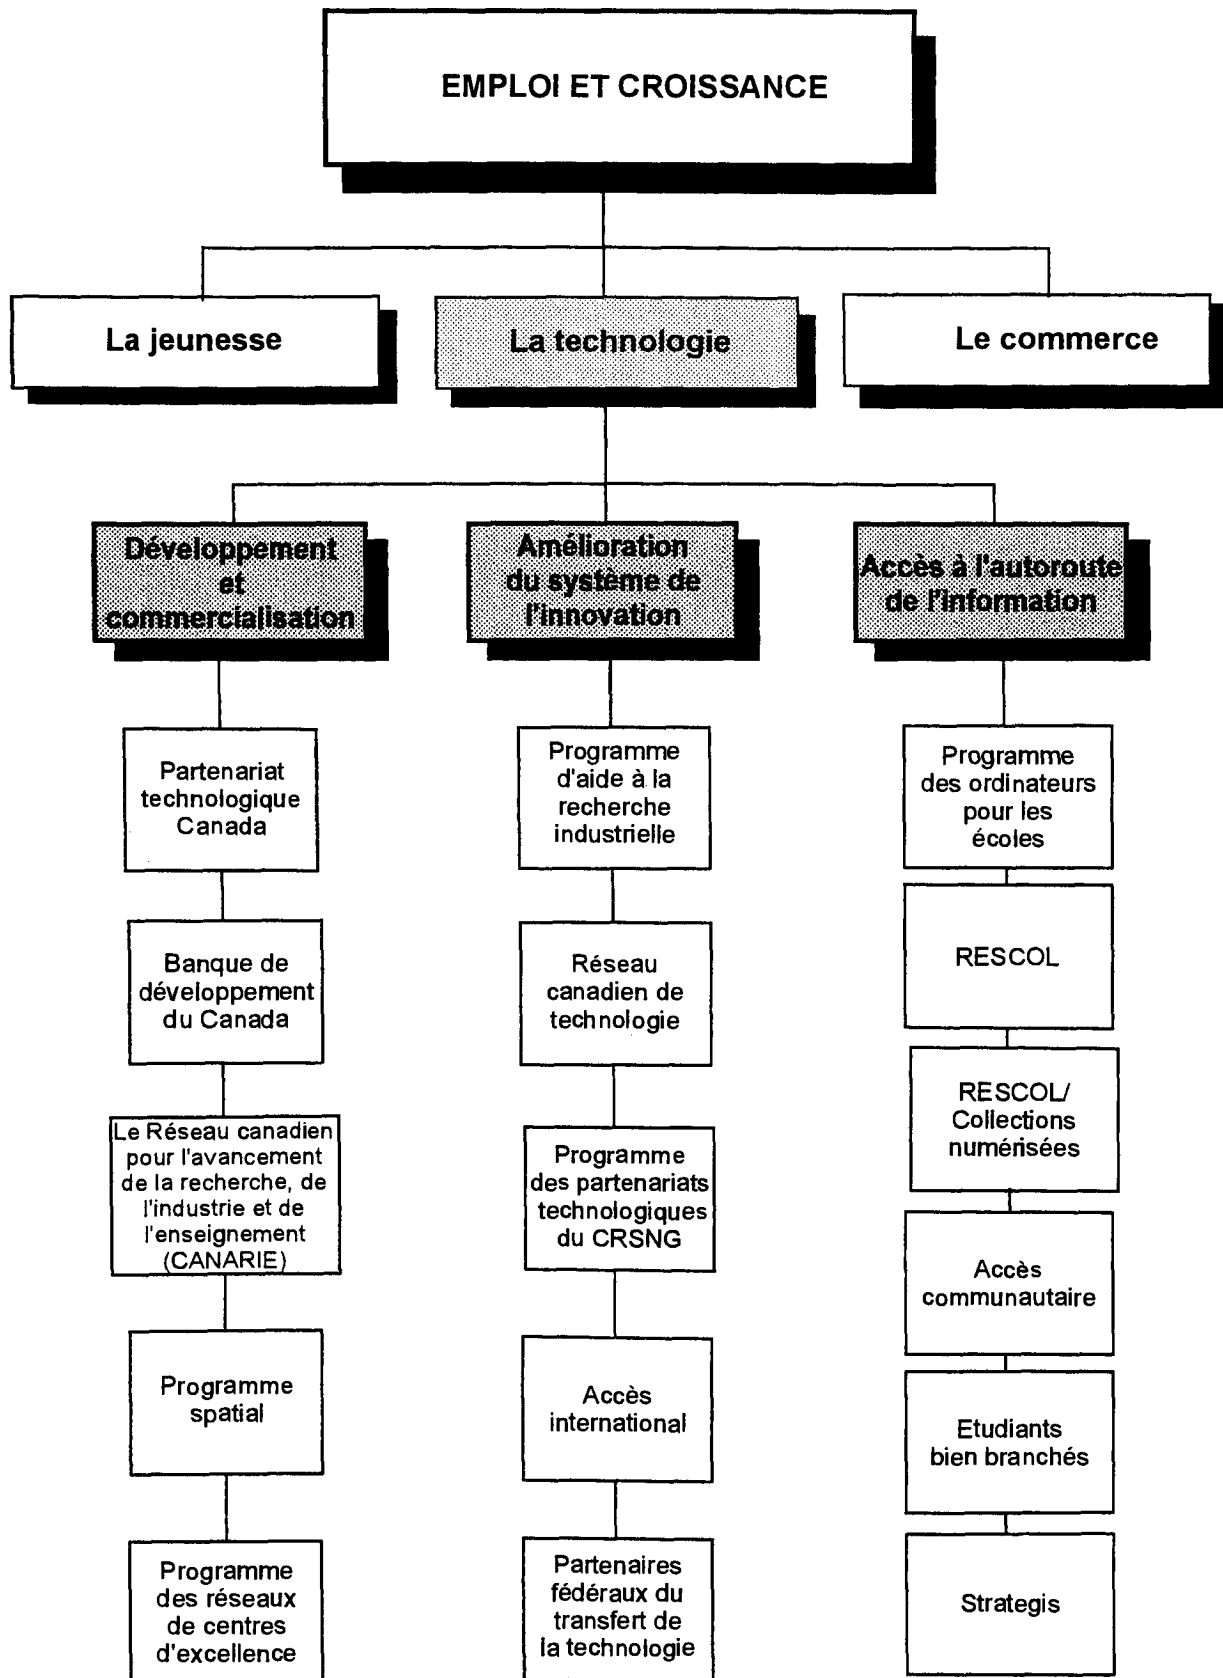 EMPLOI ET CROISSANCE
La jeunesse
La technologie
Le commerce
Développement
et
commercialisation
Amélioration
du système de
l'innovation
Accès à l'autoroute
de l'information
Partenariat
technologique
Canada
Banque de
développement
du Canada
Le Réseau canadien
pour l'avancement
de la recherche, de
l'industrie et de
l'enseignement
(CANARIE)
Programme
spatial
Programme
des réseaux
de centres
d'excellence
Programme
d'aide à la
recherche
industrielle
Réseau
canadien de
technologie
Programme
des partenariats
technologiques
du CRSNG
Accès
international
Partenaires
fédéraux du
transfert de
la technologie
Programme
des ordinateurs
pour les
écoles
RESCOL
RESCOL/
Collections
numérisées
Accès
communautaire
Etudiants
bien branchés
Strategis